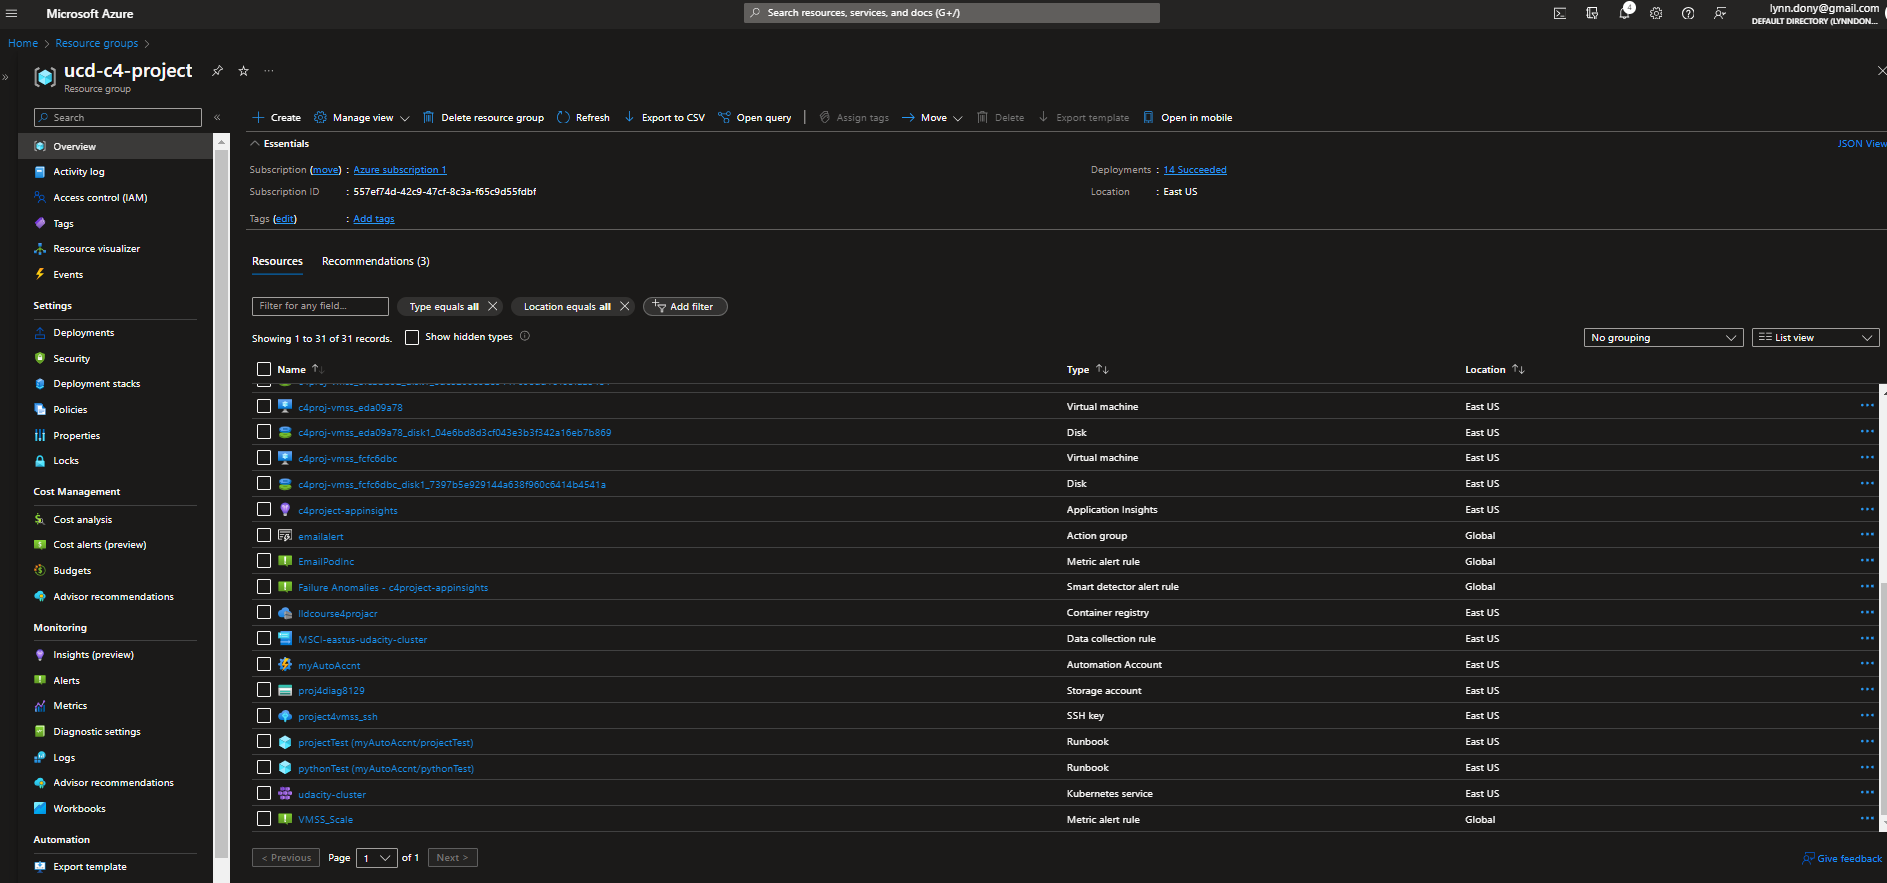 Microsoft Azure
Search resources, services, and docs (G+/)
4
lynn.dony@gmail.com
DEFAULT DIRECTORY (LYNNDON...
Home > Resource groups >
ucd-c4-project
Resource group
Search
Overview
Activity log
Access control (IAM)
Tags
Resource visualizer
Events
Settings
Deployments
Security
Deployment stacks
Policies
Properties
Locks
Cost Management
Cost analysis
Cost alerts (preview)
Budgets
Advisor recommendations
Monitoring
Insights (preview)
Alerts
Metrics
Diagnostic settings
Logs
Advisor recommendations
Workbooks
Automation
Export template
Create Manage view Delete resource group Refresh Export to CSV Open query Assign tags Move Delete Export template Open in mobile
Essentials
JSON View
Subscription (move) : Azure subscription 1
Deployments : 14 Succeeded
Subscription ID : 557ef74d-42c9-47cf-8c3a-f65c9d55fdbf
Location : East US
Tags (edit) : Add tags
Resources Recommendations (3)
Filter for any field... Type equals all Location equals all Add filter
Showing 1 to 31 of 31 records. Show hidden types
No grouping List view
Name Type Location
c4proj-vmss_eda09a78 Virtual machine East US
c4proj-vmss_eda09a78_disk1_04e6bd8d3cf043e3b3f342a16eb7b869 Disk East US
c4proj-vmss_fcfc6dbc Virtual machine East US
c4proj-vmss_fcfc6dbc_disk1_7397b5e929144a638f960c6414b4541a Disk East US
c4project-appinsights Application Insights East US
emailalert Action group Global
EmailPodInc Metric alert rule Global
Failure Anomalies - c4project-appinsights Smart detector alert rule Global
lldcourse4projacr Container registry East US
MSCI-eastus-udacity-cluster Data collection rule East US
myAutoAccnt Automation Account East US
proj4diag8129 Storage account East US
project4vmss_ssh SSH key East US
projectTest (myAutoAccnt/projectTest) Runbook East US
pythonTest (myAutoAccnt/pythonTest) Runbook East US
udacity-cluster Kubernetes service East US
VMSS_Scale Metric alert rule Global
< Previous Page 1 of 1 Next >
Give feedback